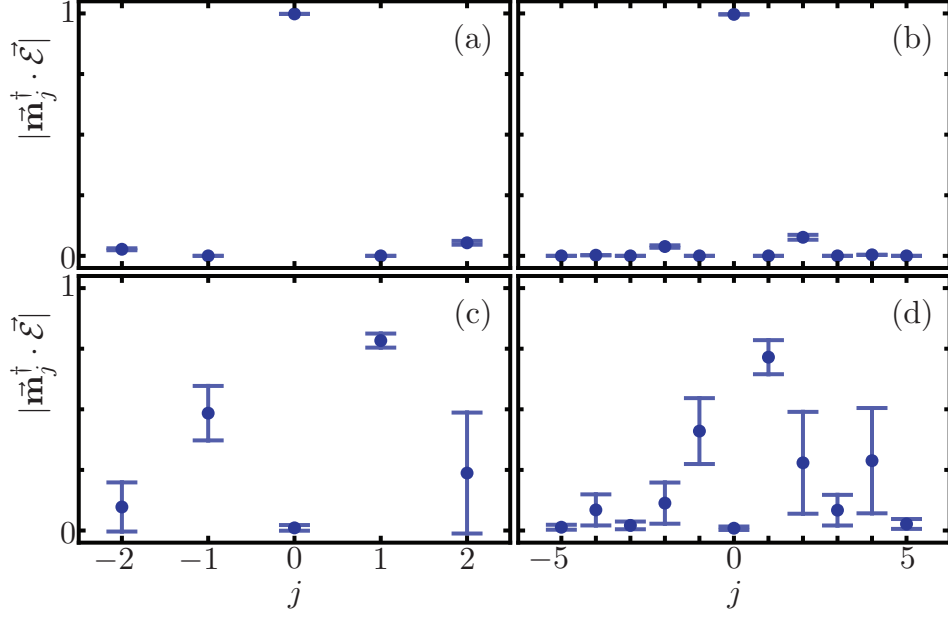 1
(a)
(b)
|m⃗†j · ℰ⃗|
0
1
(c)
(d)
|m⃗†j · ℰ⃗|
0
−2 −1 0 1 2
−5 0 5
j
j